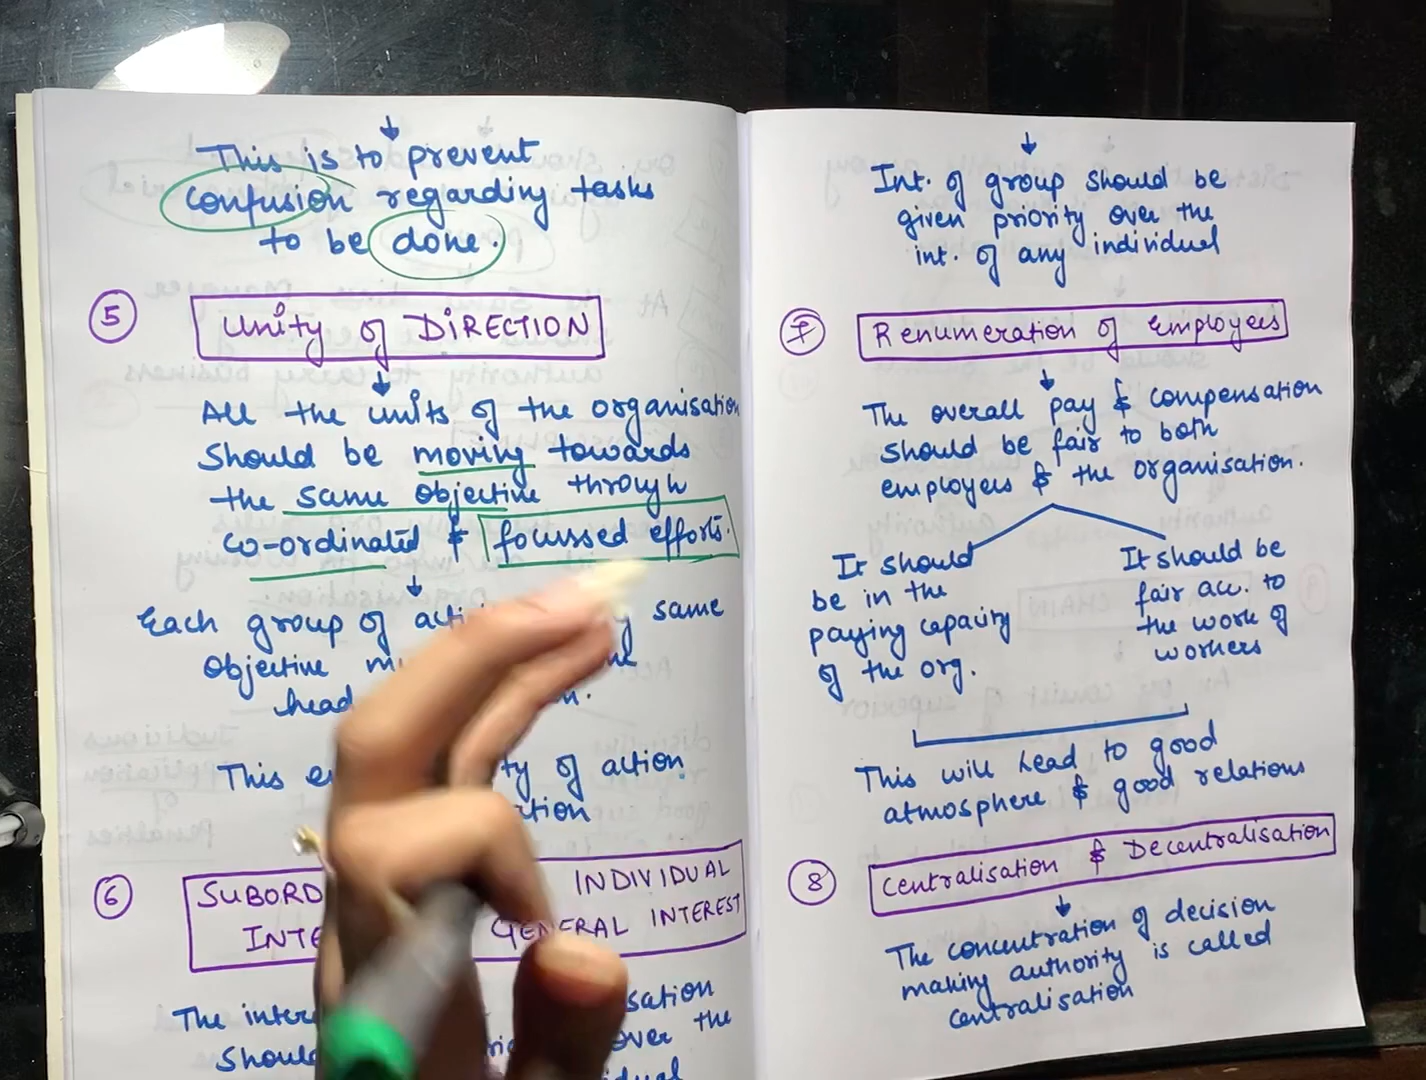 This is to prevent
confusion regarding tasks
to be done.
5 Unity of DIRECTION
All the units of the organisation
Should be moving towards
the same objective through
co-ordinated & focussed efforts.
Each group of same
Objective
head
This of action
6 INDIVIDUAL
GENERAL INTEREST
The
over the
Int. of group should be
given priority over the
int. of any individual
7 Renumeration of employees
The overall pay & compensation
should be fair to both
employees & the organisation.
It should
be in the
paying capacity
of the org.
It should be
fair acc. to
the work of
workers
This will lead to good
atmosphere & good relations
8 Centralisation & Decentralisation
The concentration of decision
making authority is called
centralisation